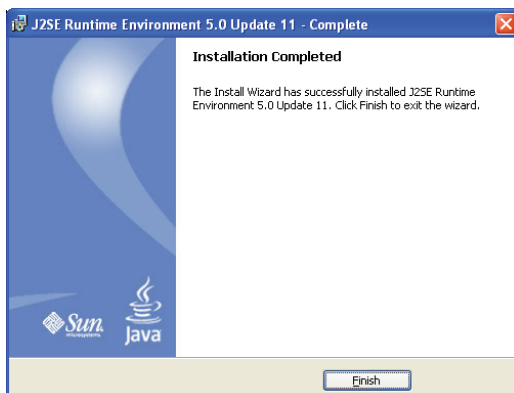 J2SE Runtime Environment 5.0 Update 11 - Complete
Installation Completed
The Install Wizard has successfully installed J2SE Runtime
Environment 5.0 Update 11. Click Finish to exit the wizard.
Sun
microsystems
Java
Finish